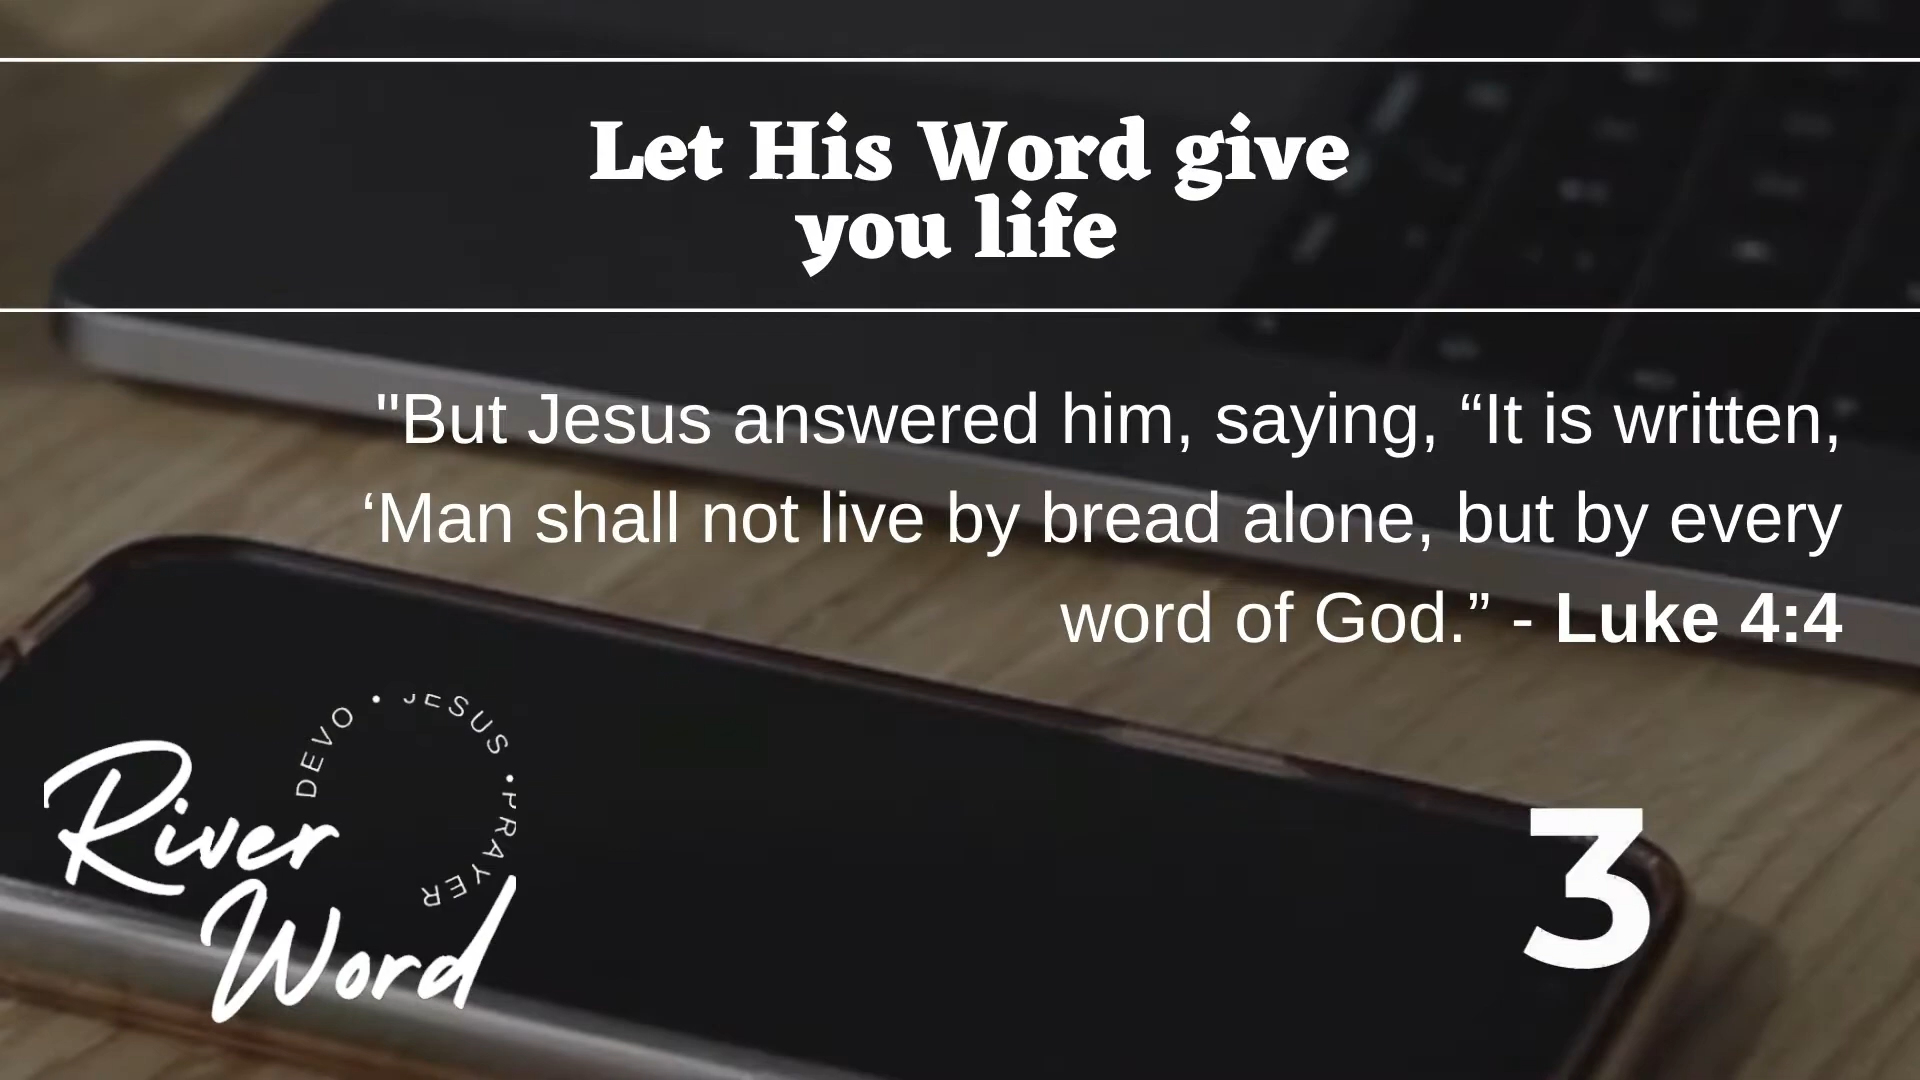 Let His Word give
you life
"But Jesus answered him, saying, “It is written,
‘Man shall not live by bread alone, but by every
word of God.” - Luke 4:4
DEVO • JESUS • PRAYER
River
Word
3